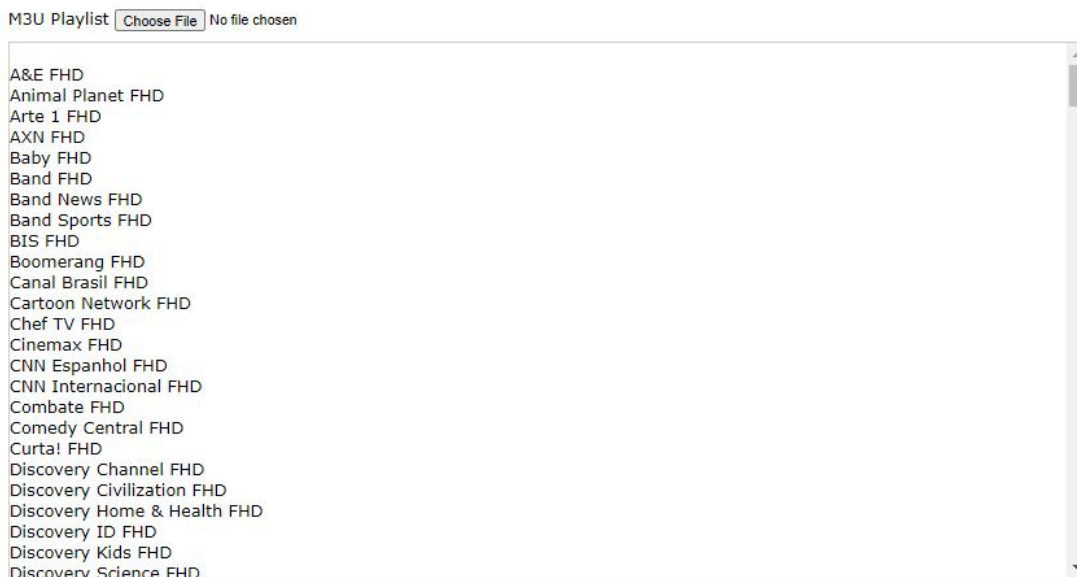 M3U Playlist Choose File No file chosen
A&E FHD
Animal Planet FHD
Arte 1 FHD
AXN FHD
Baby FHD
Band FHD
Band News FHD
Band Sports FHD
BIS FHD
Boomerang FHD
Canal Brasil FHD
Cartoon Network FHD
Chef TV FHD
Cinemax FHD
CNN Espanhol FHD
CNN Internacional FHD
Combate FHD
Comedy Central FHD
Curta! FHD
Discovery Channel FHD
Discovery Civilization FHD
Discovery Home & Health FHD
Discovery ID FHD
Discovery Kids FHD
Discovery Science FHD